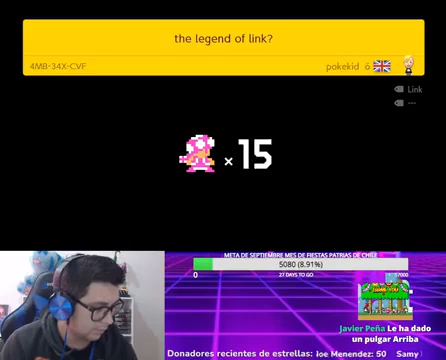 the legend of link?
4MB-34X-CVF
pokekid ö
Link
---
× 15
META DE SEPTIEMBRE MES DE FIESTAS PATRIAS DE CHILE
5080 (8.91%)
0
57000
27 DAYS TO GO
Javier Peña Le ha dado
un pulgar Arriba
Donadores recientes de estrellas: Joe Menendez 50 Samy